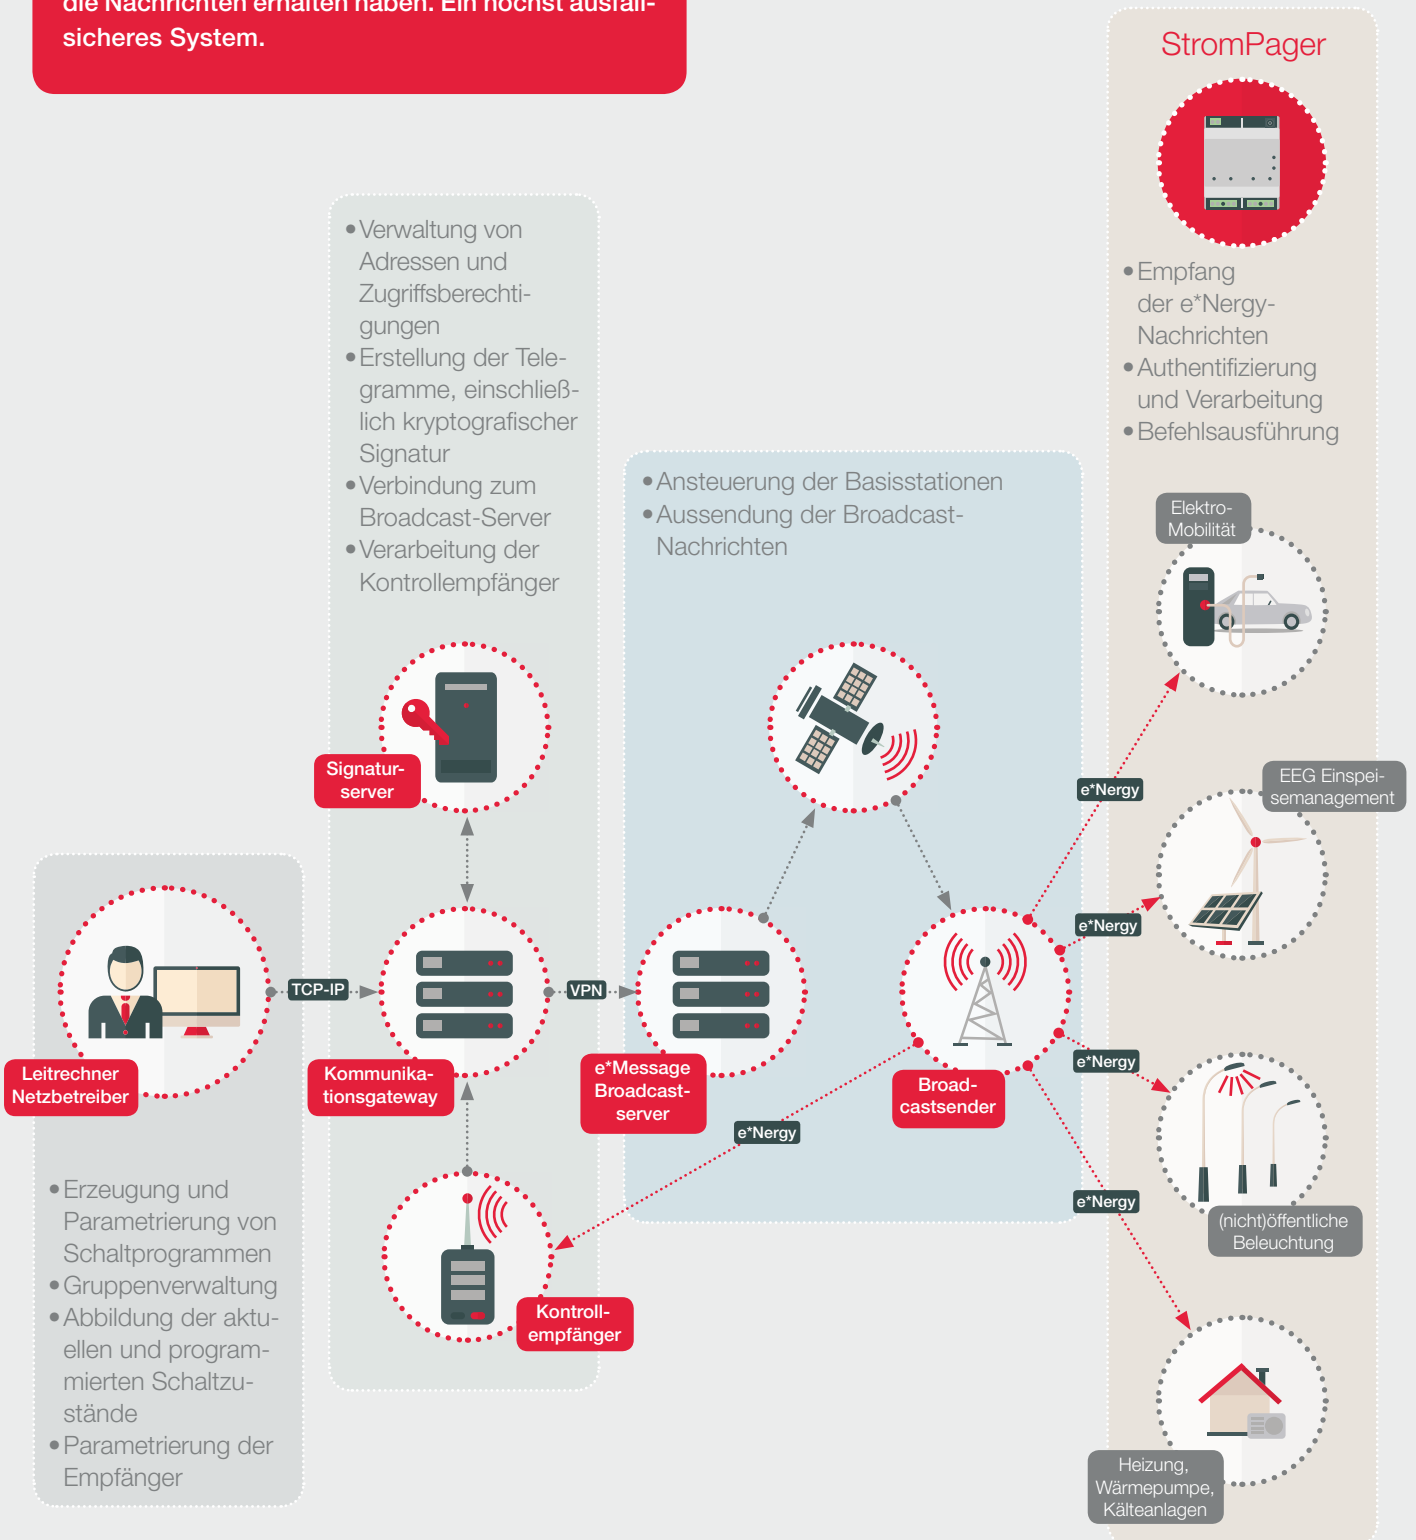 die Nachrichten erhalten haben. Ein höchst ausfall-
sicheres System.
StromPager
• Empfang
der e*Nergy-
Nachrichten
• Authentifizierung
und Verarbeitung
• Befehlsausführung
• Verwaltung von
Adressen und
Zugriffsberechti-
gungen
• Erstellung der Tele-
gramme, einschließ-
lich kryptografischer
Signatur
• Verbindung zum
Broadcast-Server
• Verarbeitung der
Kontrollempfänger
• Ansteuerung der Basisstationen
• Aussendung der Broadcast-
Nachrichten
Elektro-
Mobilität
Signatur-
server
e*Nergy
EEG Einspei-
semanagement
e*Nergy
TCP-IP
VPN
Leitrechner
Netzbetreiber
Kommunika-
tionsgateway
e*Message
Broadcast-
server
Broad-
castsender
e*Nergy
e*Nergy
e*Nergy
(nicht)öffentliche
Beleuchtung
• Erzeugung und
Parametrierung von
Schaltprogrammen
• Gruppenverwaltung
• Abbildung der aktu-
ellen und program-
mierten Schaltzu-
stände
• Parametrierung der
Empfänger
Kontroll-
empfänger
Heizung,
Wärmepumpe,
Kälteanlagen